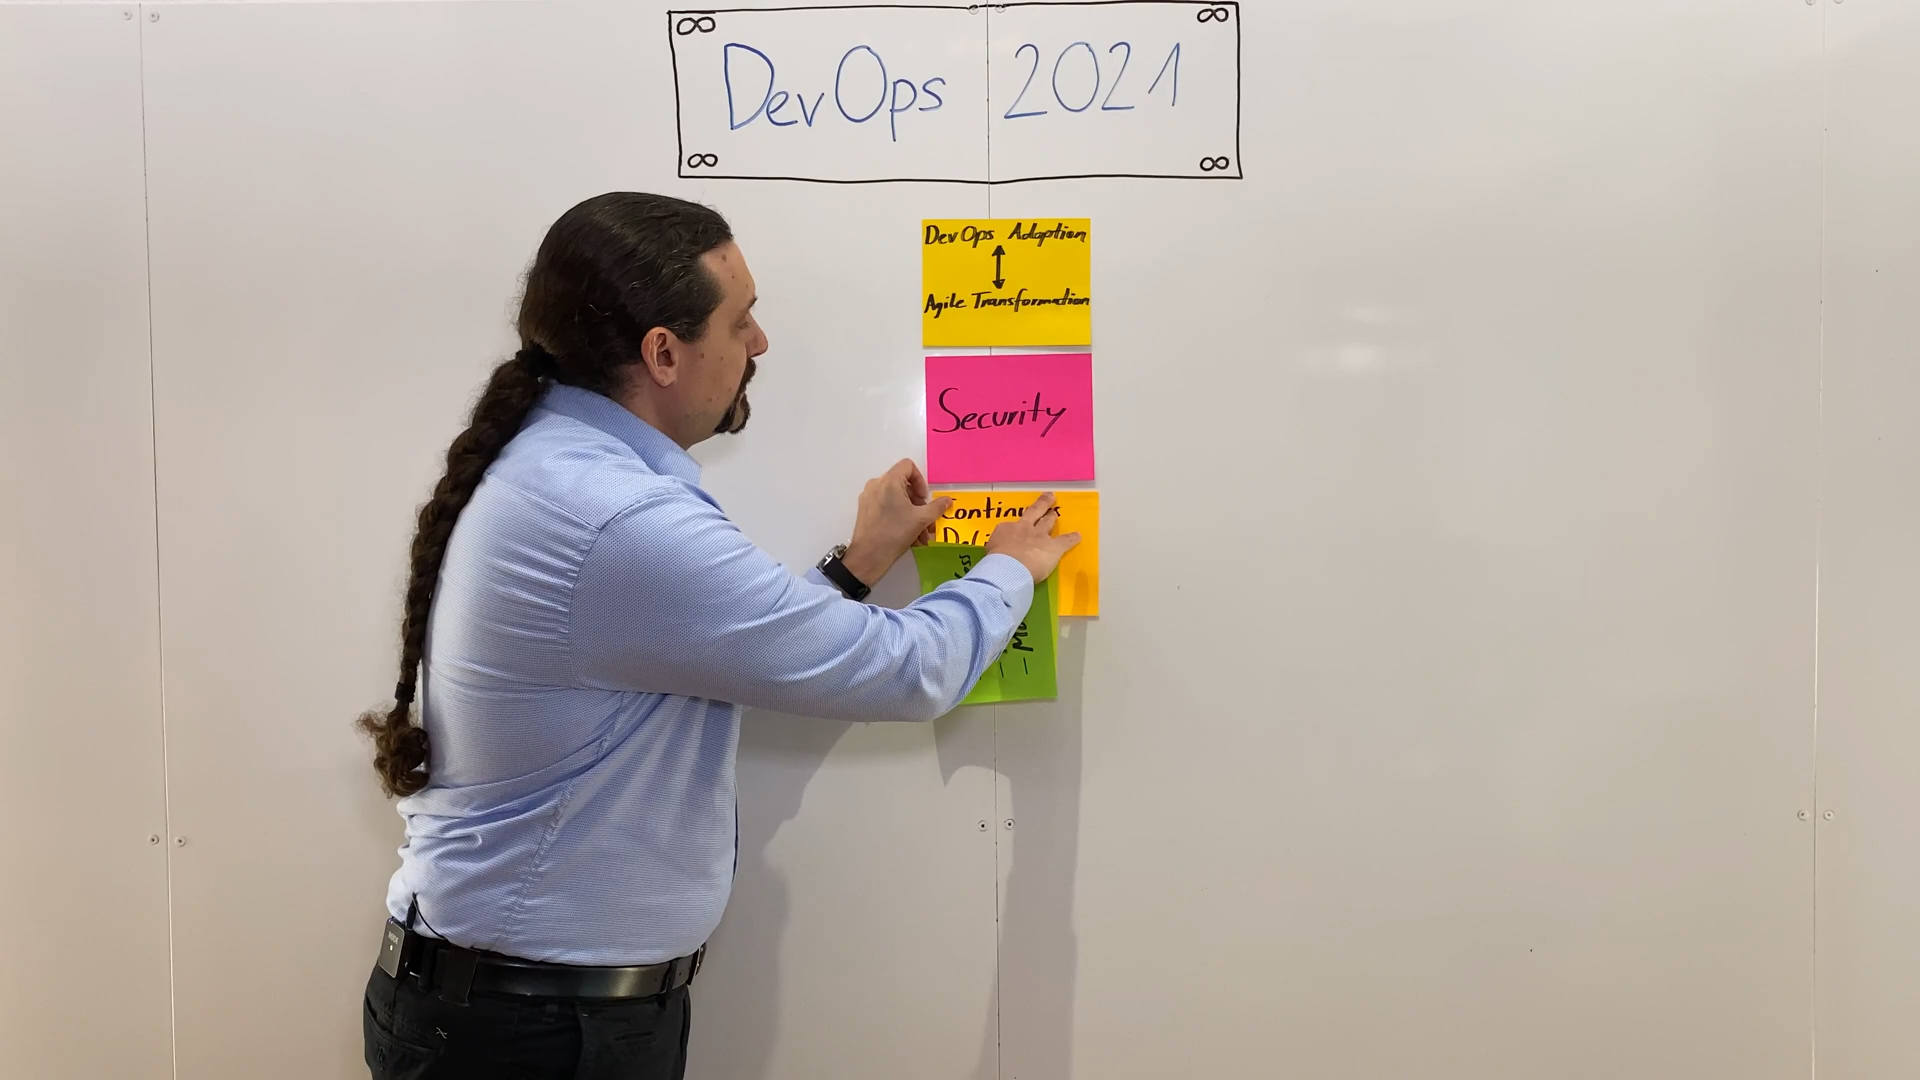 ∞ ∞
DevOps 2021
∞ ∞
DevOps Adoption
↕
Agile Transformation
Security